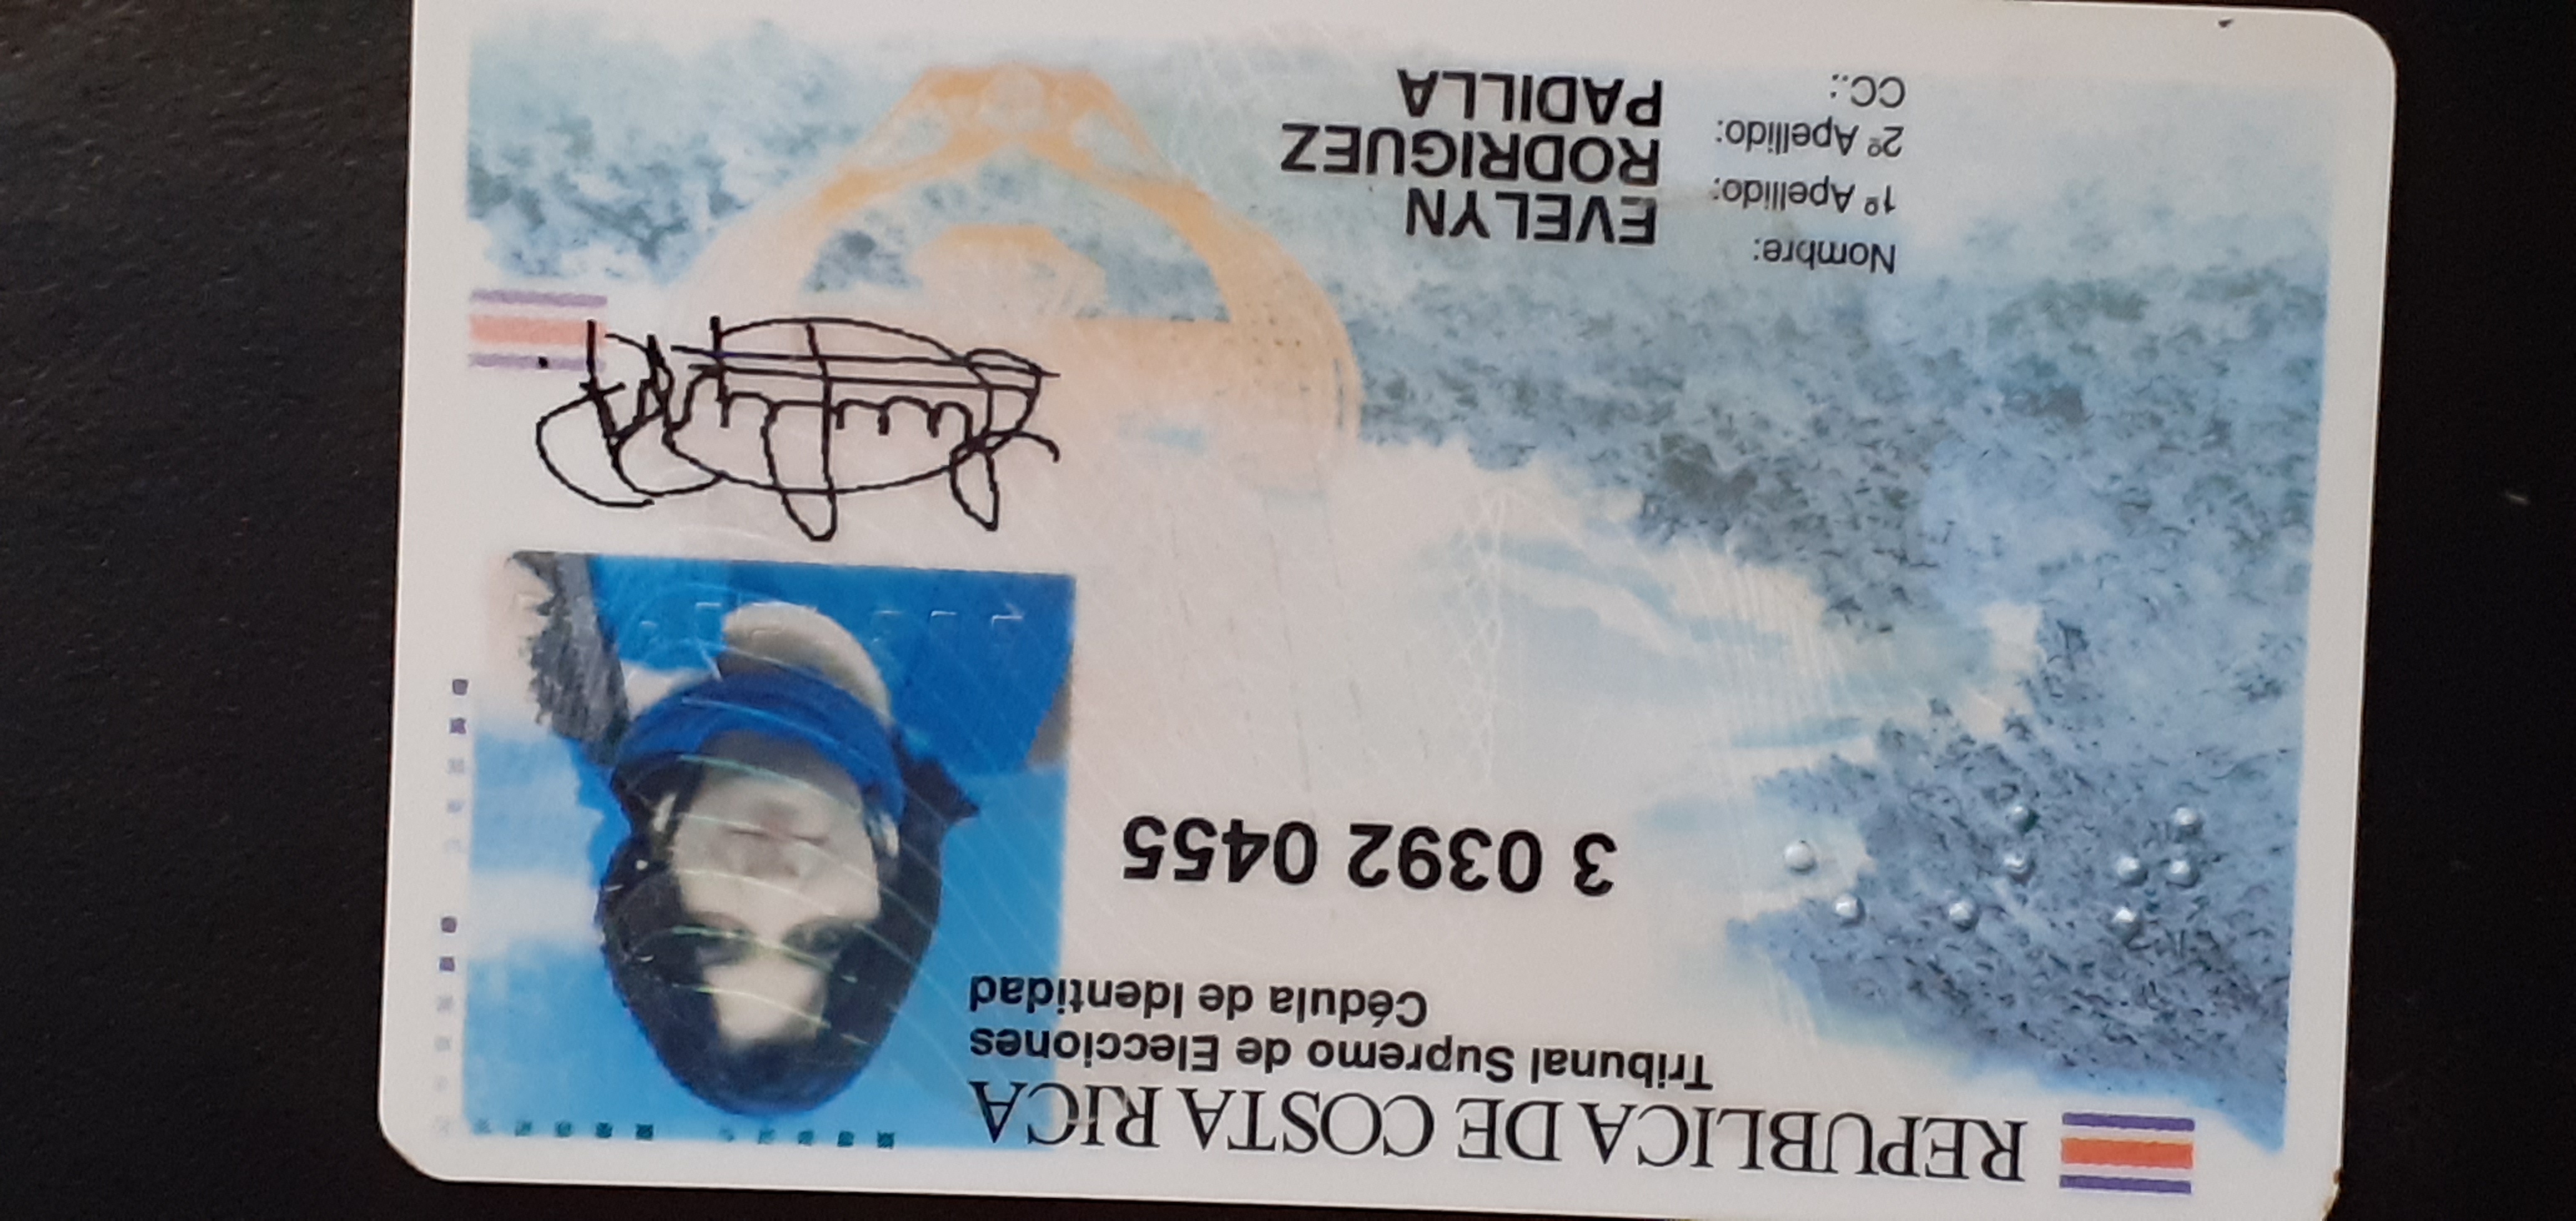 REPUBLICA DE COSTA RICA
Tribunal Supremo de Elecciones
Cédula de Identidad
3 0392 0455
Nombre: EVELYN
1º Apellido: RODRIGUEZ
2º Apellido: PADILLA
CC.: